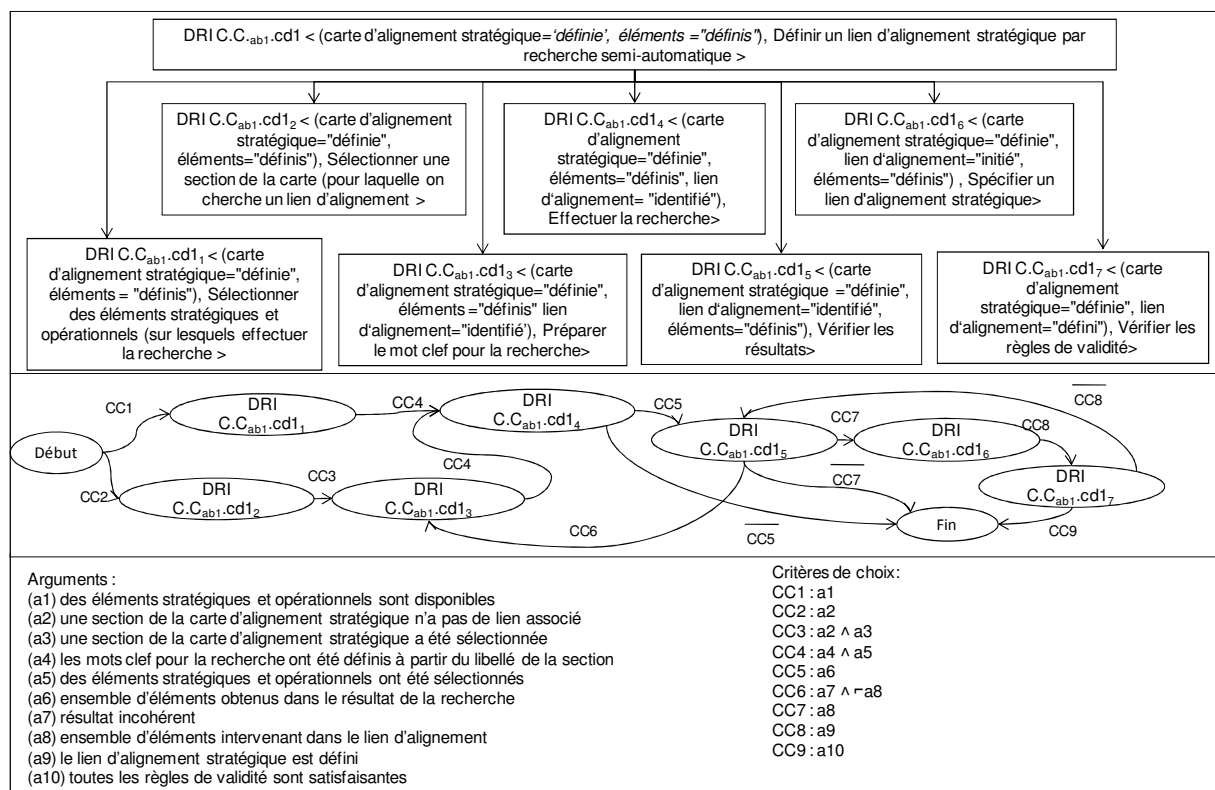 DRI C.C.ab1.cd1 < (carte d'alignement stratégique='définie', éléments ="définis"), Définir un lien d'alignement stratégique par
recherche semi-automatique >
DRI C.Cab1.cd12 < (carte d'alignement
stratégique="définie",
éléments="définis"), Sélectionner une
section de la carte (pour laquelle on
cherche un lien d'alignement >
DRI C.Cab1.cd14 < (carte
d'alignement
stratégique="définie",
éléments="définis", lien
d'alignement= "identifié"),
Effectuer la recherche>
DRI C.Cab1.cd16 < (carte
d'alignement stratégique="définie",
lien d'alignement="initié",
éléments="définis") , Spécifier un
lien d'alignement stratégique>
DRI C.Cab1.cd11 < (carte
d'alignement stratégique="définie",
éléments = "définis"), Sélectionner
des éléments stratégiques et
opérationnels (sur lesquels effectuer
la recherche >
DRI C.Cab1.cd13 < (carte
d'alignement stratégique="définie",
éléments ="définis" lien
d'alignement="identifié'), Préparer
le mot clef pour la recherche>
DRI C.Cab1.cd15 < (carte
d'alignement stratégique ="définie",
lien d'alignement="identifié",
éléments="définis"), Vérifier les
résultats>
DRI C.Cab1.cd17 < (carte
d'alignement
stratégique="définie", lien
d'alignement="défini"), Vérifier les
règles de validité>
Début
CC1
DRI
C.Cab1.cd11
CC4
DRI
C.Cab1.cd14
CC5
DRI
C.Cab1.cd15
CC7
DRI
C.Cab1.cd16
CC8
CC8
DRI
C.Cab1.cd17
CC2
DRI
C.Cab1.cd12
CC3
DRI
C.Cab1.cd13
CC4
CC7
Fin
CC6
CC5
CC9
Arguments :
(a1) des éléments stratégiques et opérationnels sont disponibles
(a2) une section de la carte d'alignement stratégique n'a pas de lien associé
(a3) une section de la carte d'alignement stratégique a été sélectionnée
(a4) les mots clef pour la recherche ont été définis à partir du libellé de la section
(a5) des éléments stratégiques et opérationnels ont été sélectionnés
(a6) ensemble d'éléments obtenus dans le résultat de la recherche
(a7) résultat incohérent
(a8) ensemble d'éléments intervenant dans le lien d'alignement
(a9) le lien d'alignement stratégique est défini
(a10) toutes les règles de validité sont satisfaisantes
Critères de choix:
CC1 : a1
CC2 : a2
CC3 : a2 ∧ a3
CC4 : a4 ∧ a5
CC5 : a6
CC6 : a7 ∧ ⌐a8
CC7 : a8
CC8 : a9
CC9 : a10